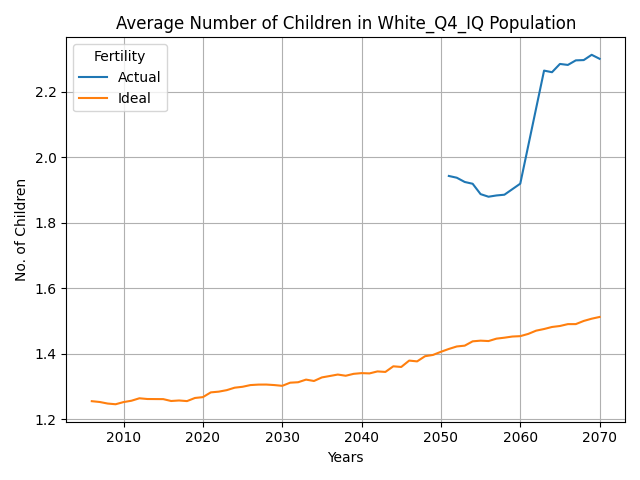 Average Number of Children in White_Q4_IQ Population
Fertility
Actual
Ideal
No. of Children
2.2
2.0
1.8
1.6
1.4
1.2
2010 2020 2030 2040 2050 2060 2070
Years